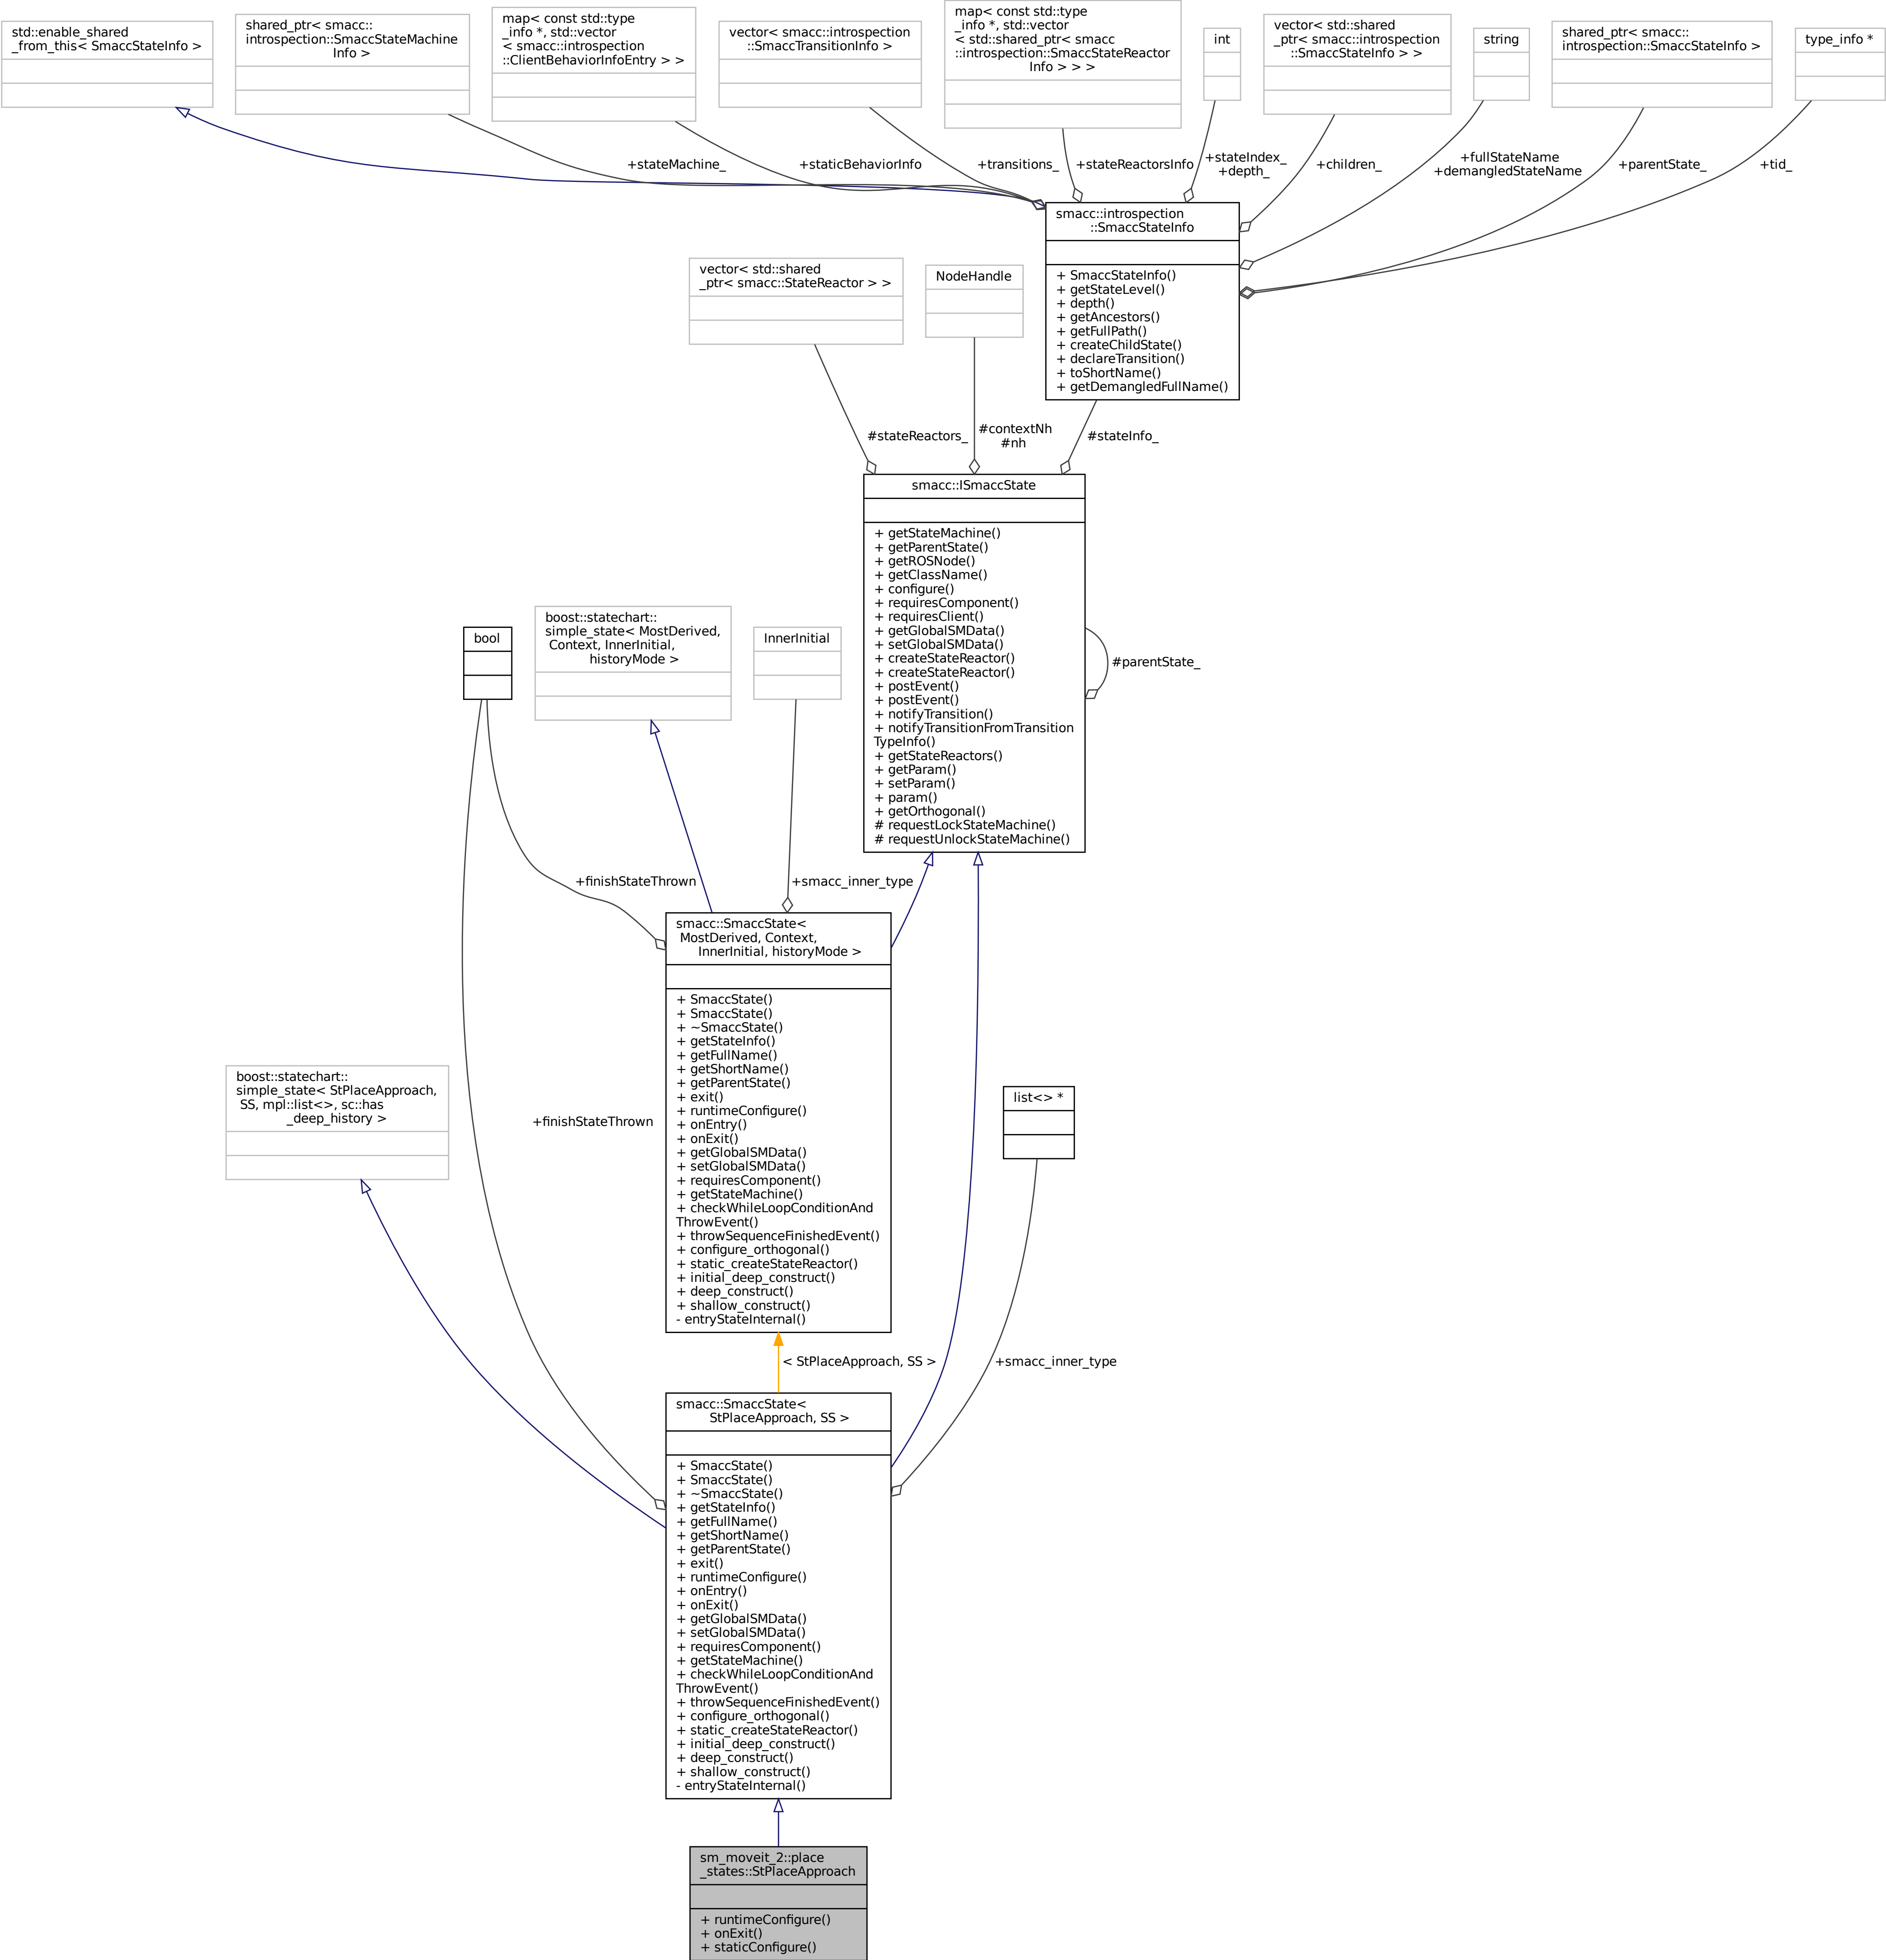 std::enable_shared
_from_this< SmaccStateInfo >
shared_ptr< smacc::
introspection::SmaccStateMachine
Info >
map< const std::type
_info *, std::vector
< smacc::introspection
::ClientBehaviorInfoEntry > >
vector< smacc::introspection
::SmaccTransitionInfo >
map< const std::type
_info *, std::vector
< std::shared_ptr< smacc
::introspection::SmaccStateReactor
Info > > >
int
vector< std::shared
_ptr< smacc::introspection
::SmaccStateInfo > >
string
shared_ptr< smacc::
introspection::SmaccStateInfo >
type_info *
+stateMachine_
+staticBehaviorInfo
+transitions_
+stateReactorsInfo
+stateIndex_
+depth_
+children_
+fullStateName
+demangledStateName
+parentState_
+tid_
smacc::introspection
::SmaccStateInfo
+ SmaccStateInfo()
+ getStateLevel()
+ depth()
+ getAncestors()
+ getFullPath()
+ createChildState()
+ declareTransition()
+ toShortName()
+ getDemangledFullName()
vector< std::shared
_ptr< smacc::StateReactor > >
NodeHandle
#stateReactors_
#contextNh
#nh
#stateInfo_
smacc::ISmaccState
+ getStateMachine()
+ getParentState()
+ getROSNode()
+ getClassName()
+ configure()
+ requiresComponent()
+ requiresClient()
+ getGlobalSMData()
+ setGlobalSMData()
+ createStateReactor()
+ createStateReactor()
+ postEvent()
+ postEvent()
+ notifyTransition()
+ notifyTransitionFromTransition
TypeInfo()
+ getStateReactors()
+ getParam()
+ setParam()
+ param()
+ getOrthogonal()
# requestLockStateMachine()
# requestUnlockStateMachine()
#parentState_
bool
boost::statechart::
simple_state< MostDerived,
Context, InnerInitial,
historyMode >
InnerInitial
+finishStateThrown
+smacc_inner_type
smacc::SmaccState<
MostDerived, Context,
InnerInitial, historyMode >
+ SmaccState()
+ SmaccState()
+ ~SmaccState()
+ getStateInfo()
+ getFullName()
+ getShortName()
+ getParentState()
+ exit()
+ runtimeConfigure()
+ onEntry()
+ onExit()
+ getGlobalSMData()
+ setGlobalSMData()
+ requiresComponent()
+ getStateMachine()
+ checkWhileLoopConditionAnd
ThrowEvent()
+ throwSequenceFinishedEvent()
+ configure_orthogonal()
+ static_createStateReactor()
+ initial_deep_construct()
+ deep_construct()
+ shallow_construct()
- entryStateInternal()
boost::statechart::
simple_state< StPlaceApproach,
SS, mpl::list<>, sc::has
_deep_history >
+finishStateThrown
list<> *
< StPlaceApproach, SS >
+smacc_inner_type
smacc::SmaccState<
StPlaceApproach, SS >
+ SmaccState()
+ SmaccState()
+ ~SmaccState()
+ getStateInfo()
+ getFullName()
+ getShortName()
+ getParentState()
+ exit()
+ runtimeConfigure()
+ onEntry()
+ onExit()
+ getGlobalSMData()
+ setGlobalSMData()
+ requiresComponent()
+ getStateMachine()
+ checkWhileLoopConditionAnd
ThrowEvent()
+ throwSequenceFinishedEvent()
+ configure_orthogonal()
+ static_createStateReactor()
+ initial_deep_construct()
+ deep_construct()
+ shallow_construct()
- entryStateInternal()
sm_moveit_2::place
_states::StPlaceApproach
+ runtimeConfigure()
+ onExit()
+ staticConfigure()